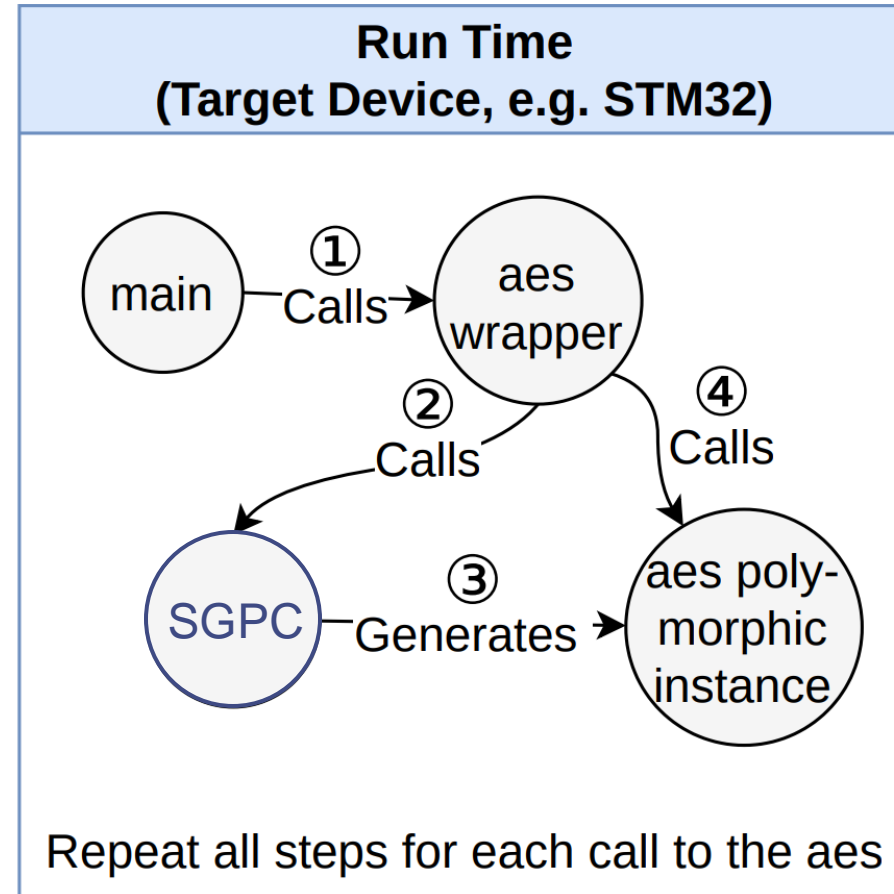 Run Time
(Target Device, e.g. STM32)
main
①
Calls
aes
wrapper
②
Calls
④
Calls
SGPC
③
Generates
aes poly-
morphic
instance
Repeat all steps for each call to the aes